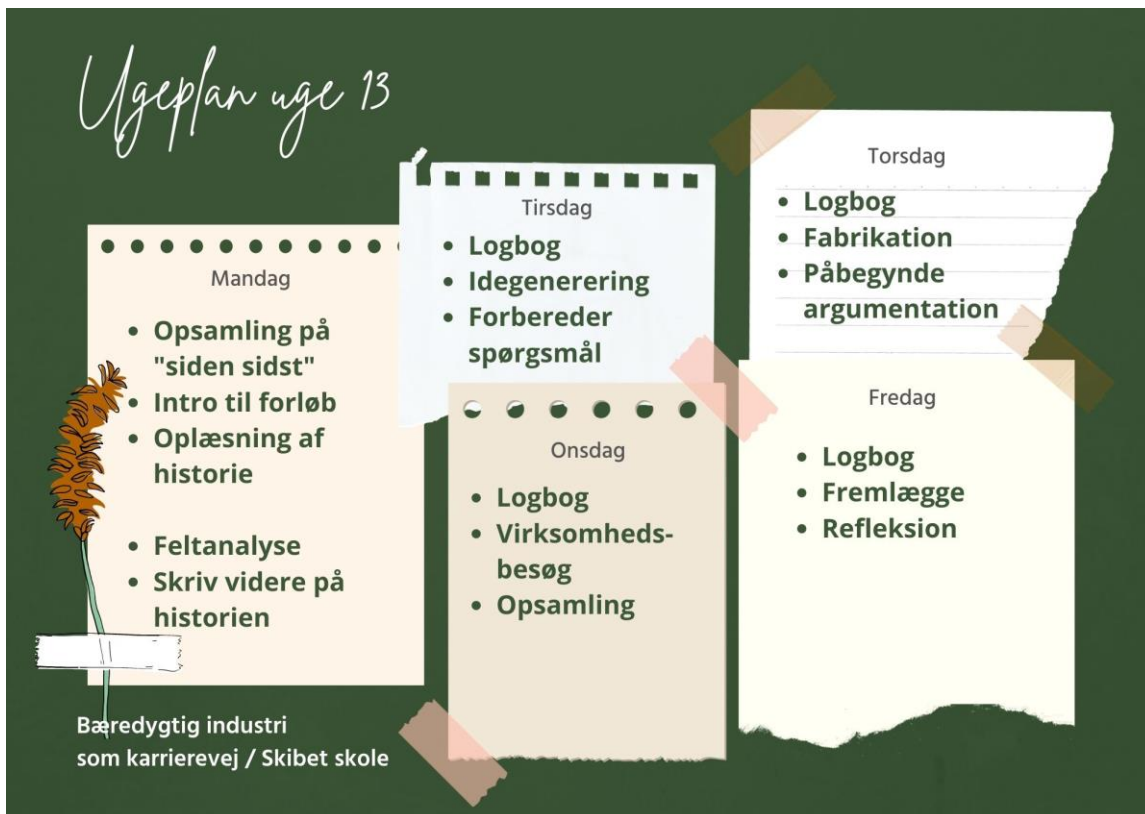 Ugeplan uge 13
Mandag
Opsamling på
"siden sidst"
Intro til forløb
Oplæsning af
historie
Feltanalyse
Skriv videre på
historien
Tirsdag
Logbog
Idegenerering
Forbereder
spørgsmål
Onsdag
Logbog
Virksomheds-
besøg
Opsamling
Torsdag
Logbog
Fabrikation
Påbegynde
argumentation
Fredag
Logbog
Fremlægge
Refleksion
Bæredygtig industri
som karrierevej / Skibet skole